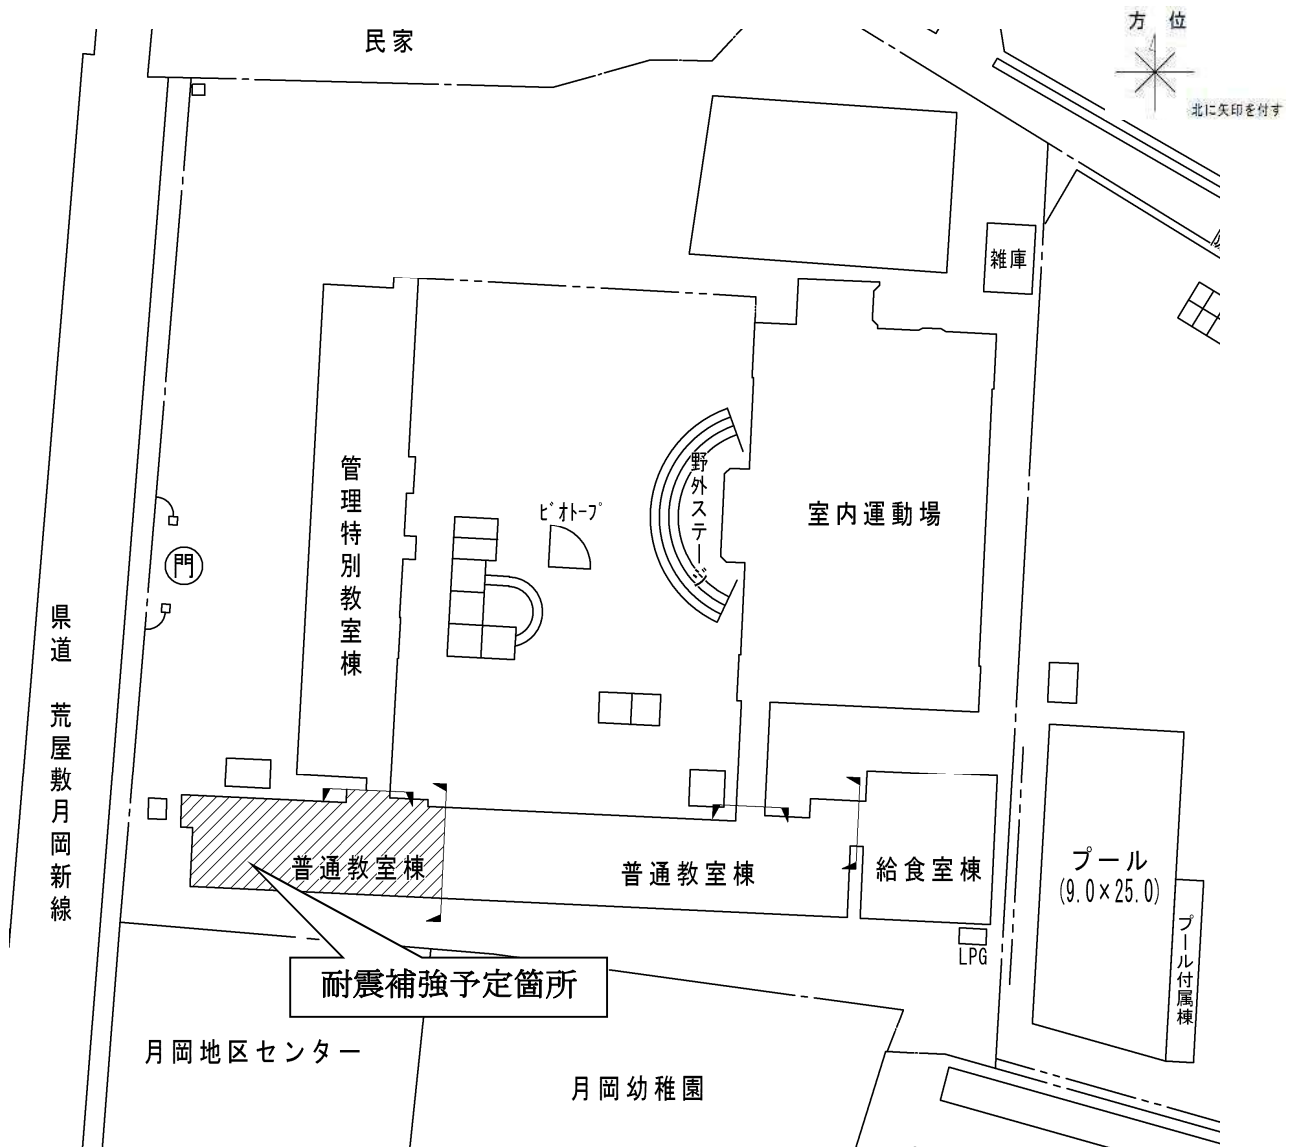 方 位
民家
北に矢印を付す
雑庫
管理特別教室棟
野外ステージ
ビオトープ
室内運動場
門
県道 荒屋敷月岡新線
普通教室棟
普通教室棟
給食室棟
プール
(9.0×25.0)
プール付属棟
LPG
耐震補強予定箇所
月岡地区センター
月岡幼稚園